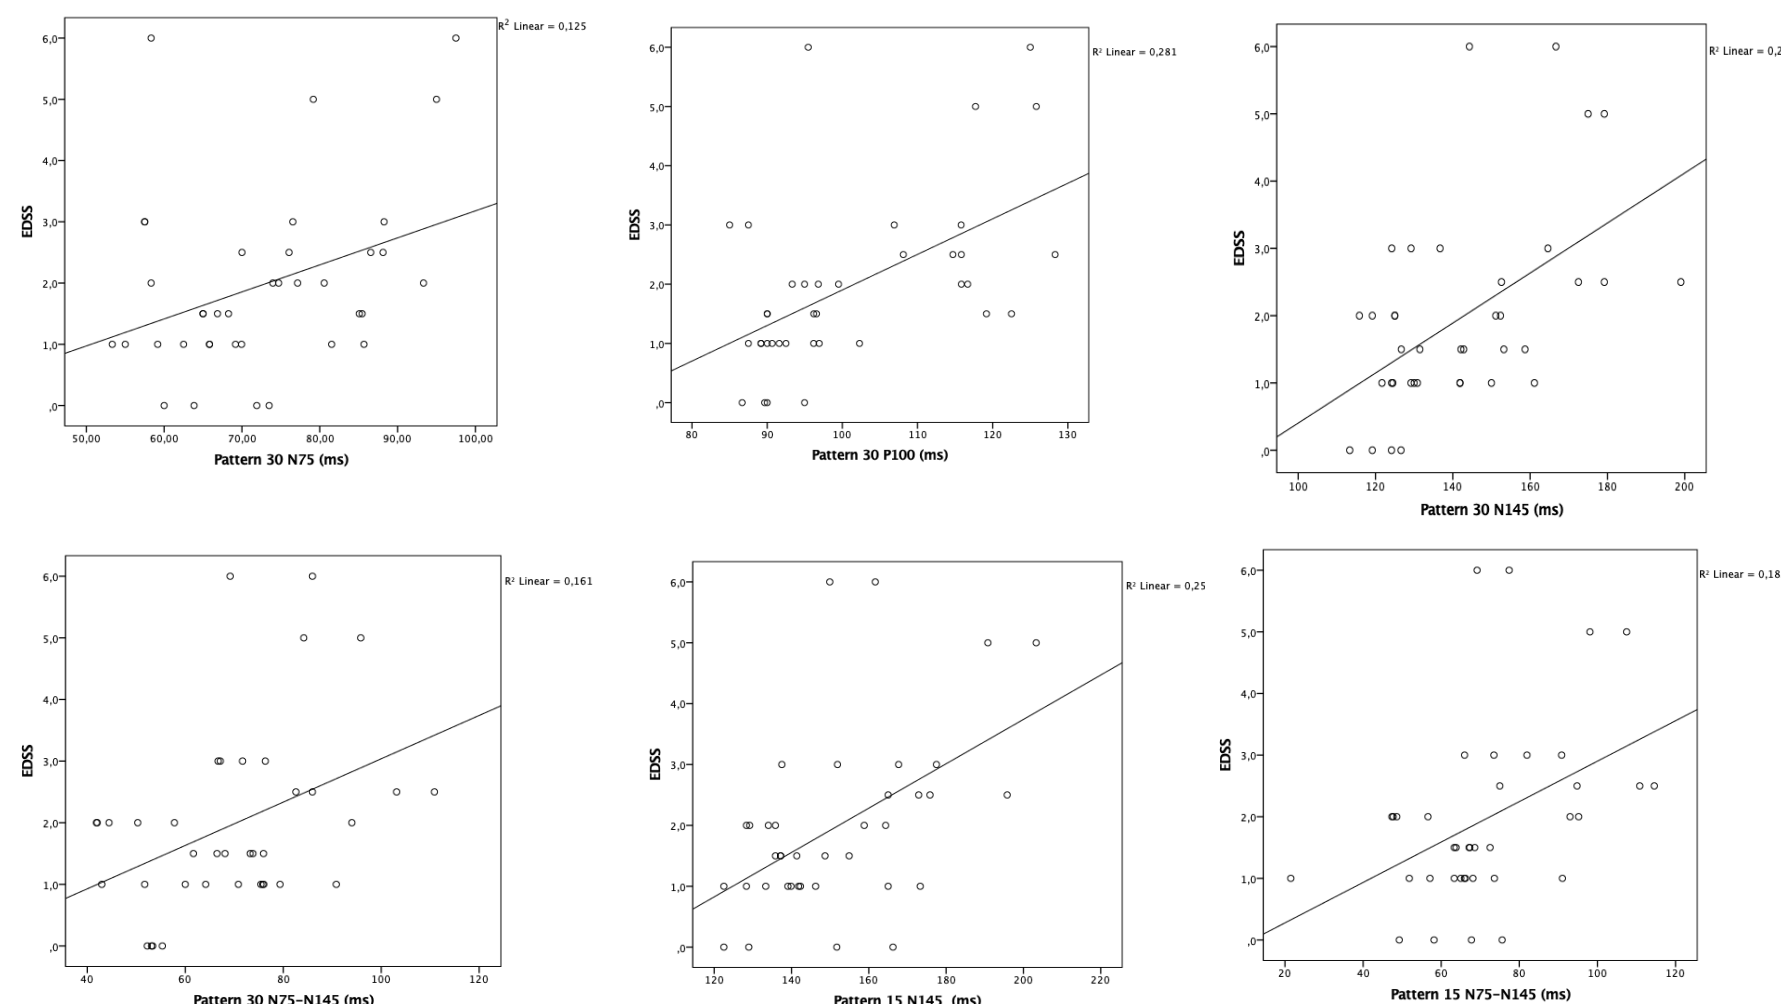 R² Linear = 0,125
6,0
5,0
4,0
3,0
2,0
1,0
,0
EDSS
50,00 60,00 70,00 80,00 90,00 100,00
Pattern 30 N75 (ms)
R² Linear = 0,281
6,0
5,0
4,0
3,0
2,0
1,0
,0
EDSS
80 90 100 110 120 130
Pattern 30 P100 (ms)
R² Linear = 0,2
6,0
5,0
4,0
3,0
2,0
1,0
,0
EDSS
100 120 140 160 180 200
Pattern 30 N145 (ms)
R² Linear = 0,161
6,0
5,0
4,0
3,0
2,0
1,0
,0
EDSS
40 60 80 100 120
Pattern 30 N75-N145 (ms)
R² Linear = 0,25
6,0
5,0
4,0
3,0
2,0
1,0
,0
EDSS
120 140 160 180 200 220
Pattern 15 N145 (ms)
R² Linear = 0,18
6,0
5,0
4,0
3,0
2,0
1,0
,0
EDSS
20 40 60 80 100 120
Pattern 15 N75-N145 (ms)